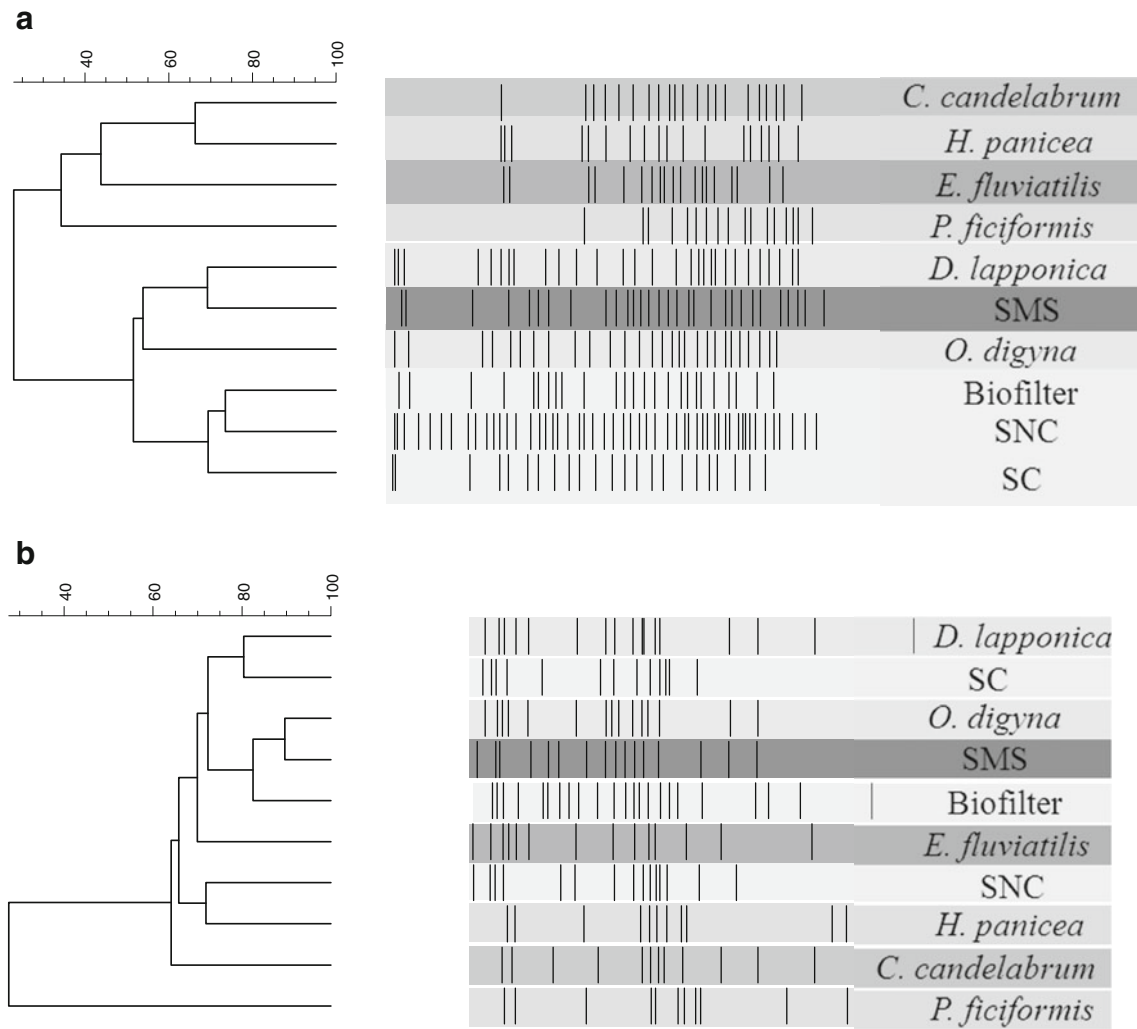 a
40 60 80 100
C. candelabrum
H. panicea
E. fluviatilis
P. ficiformis
D. lapponica
SMS
O. digyna
Biofilter
SNC
SC
b
40 60 80 100
D. lapponica
SC
O. digyna
SMS
Biofilter
E. fluviatilis
SNC
H. panicea
C. candelabrum
P. ficiformis